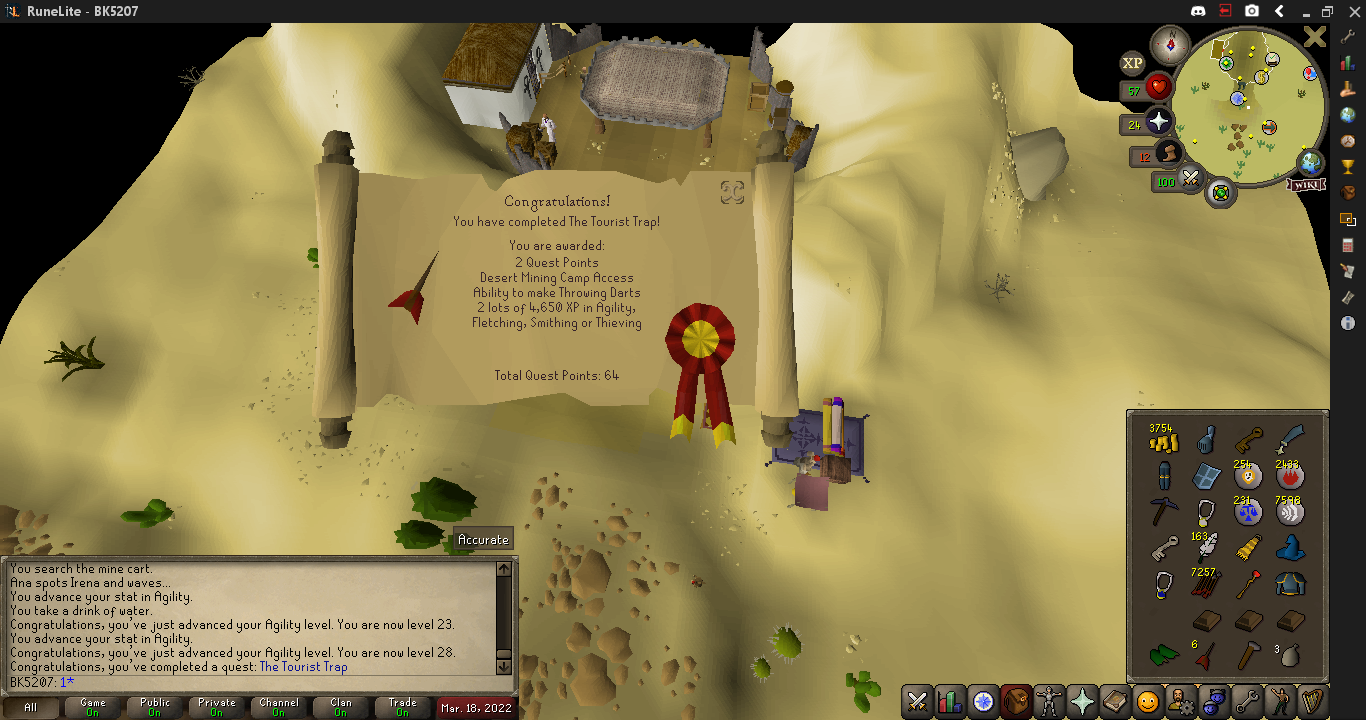 RuneLite - BK5207
XP
57
24
12
100
WIKI
Congratulations!
You have completed The Tourist Trap!
You are awarded:
2 Quest Points
Desert Mining Camp Access
Ability to make Throwing Darts
2 lots of 4,650 XP in Agility,
Fletching, Smithing or Thieving
Total Quest Points: 64
3754
254
2433
231
7598
163
7257
6
3
Accurate
You search the mine cart.
Ana spots Irena and waves...
You advance your stat in Agility.
You take a drink of water.
Congratulations, you've just advanced your Agility level. You are now level 23.
You advance your stat in Agility.
Congratulations, you've just advanced your Agility level. You are now level 28.
Congratulations, you've completed a quest: The Tourist Trap
BK5207: 1*
All
Game On
Public On
Private On
Channel On
Clan On
Trade On
Mar. 18, 2022